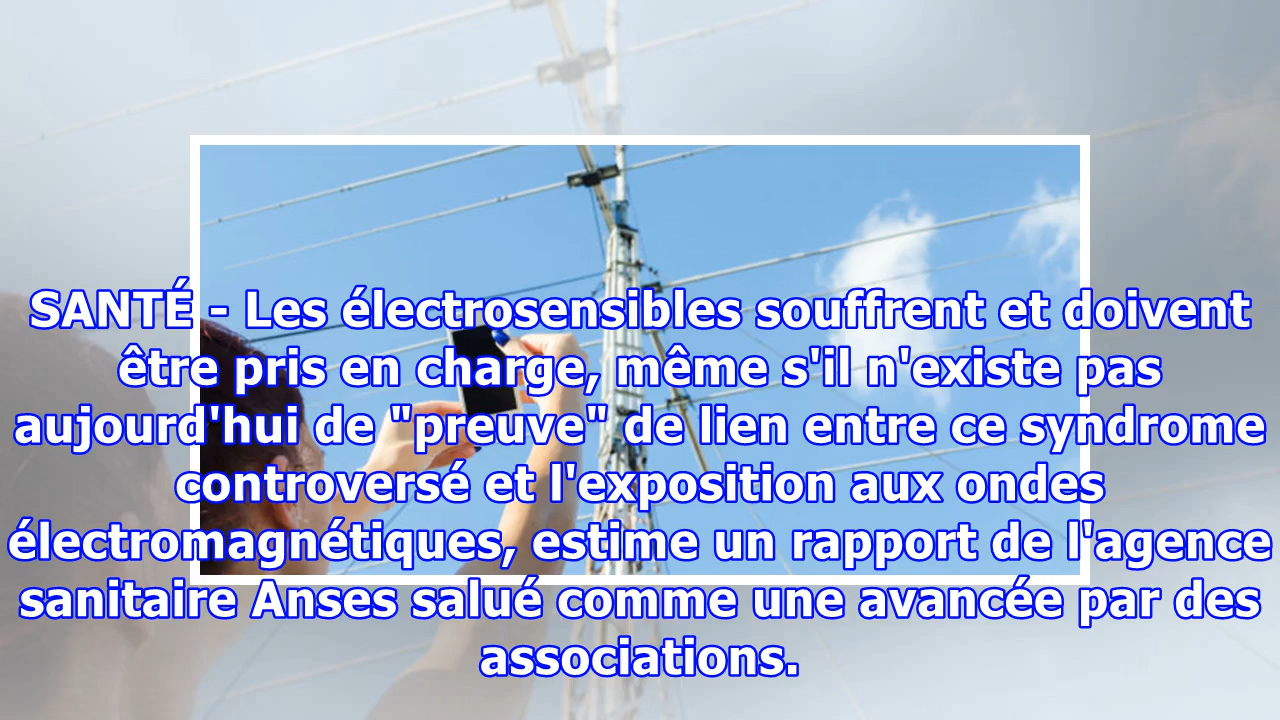 SANTÉ - Les électrosensibles souffrent et doivent
être pris en charge, même s'il n'existe pas
aujourd'hui de "preuve" de lien entre ce syndrome
controversé et l'exposition aux ondes
électromagnétiques, estime un rapport de l'agence
sanitaire Anses salué comme une avancée par des
associations.